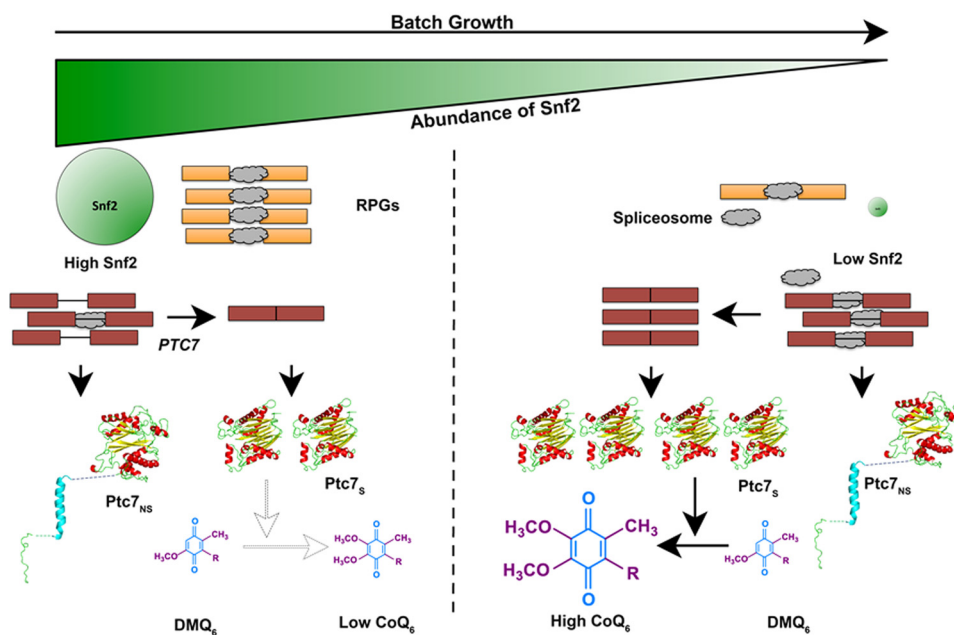 Batch Growth
Abundance of Snf2
Snf2
RPGs
High Snf2
PTC7
Spliceosome
Low Snf2
Ptc7NS
Ptc7S
Ptc7S
Ptc7NS
O
CH₃
H₃CO
R
O
O
H₃CO
CH₃
H₃CO
R
O
DMQ₆
Low CoQ₆
O
H₃CO
CH₃
H₃CO
R
O
O
CH₃
H₃CO
R
O
High CoQ₆
DMQ₆